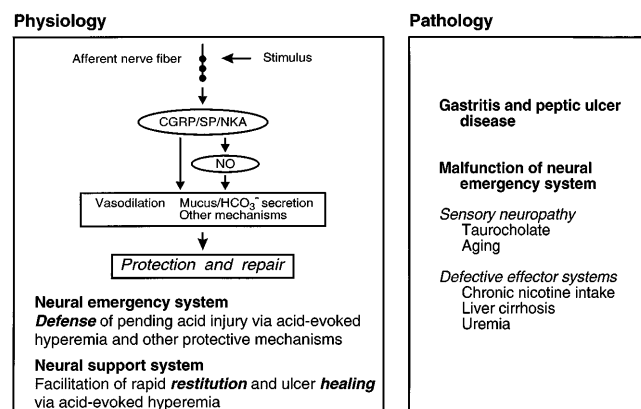 Physiology
Afferent nerve fiber
Stimulus
CGRP/SP/NKA
NO
Vasodilation Mucus/HCO3⁻ secretion
Other mechanisms
Protection and repair
Neural emergency system
Defense of pending acid injury via acid-evoked
hyperemia and other protective mechanisms
Neural support system
Facilitation of rapid restitution and ulcer healing
via acid-evoked hyperemia
Pathology
Gastritis and peptic ulcer
disease
Malfunction of neural
emergency system
Sensory neuropathy
Taurocholate
Aging
Defective effector systems
Chronic nicotine intake
Liver cirrhosis
Uremia